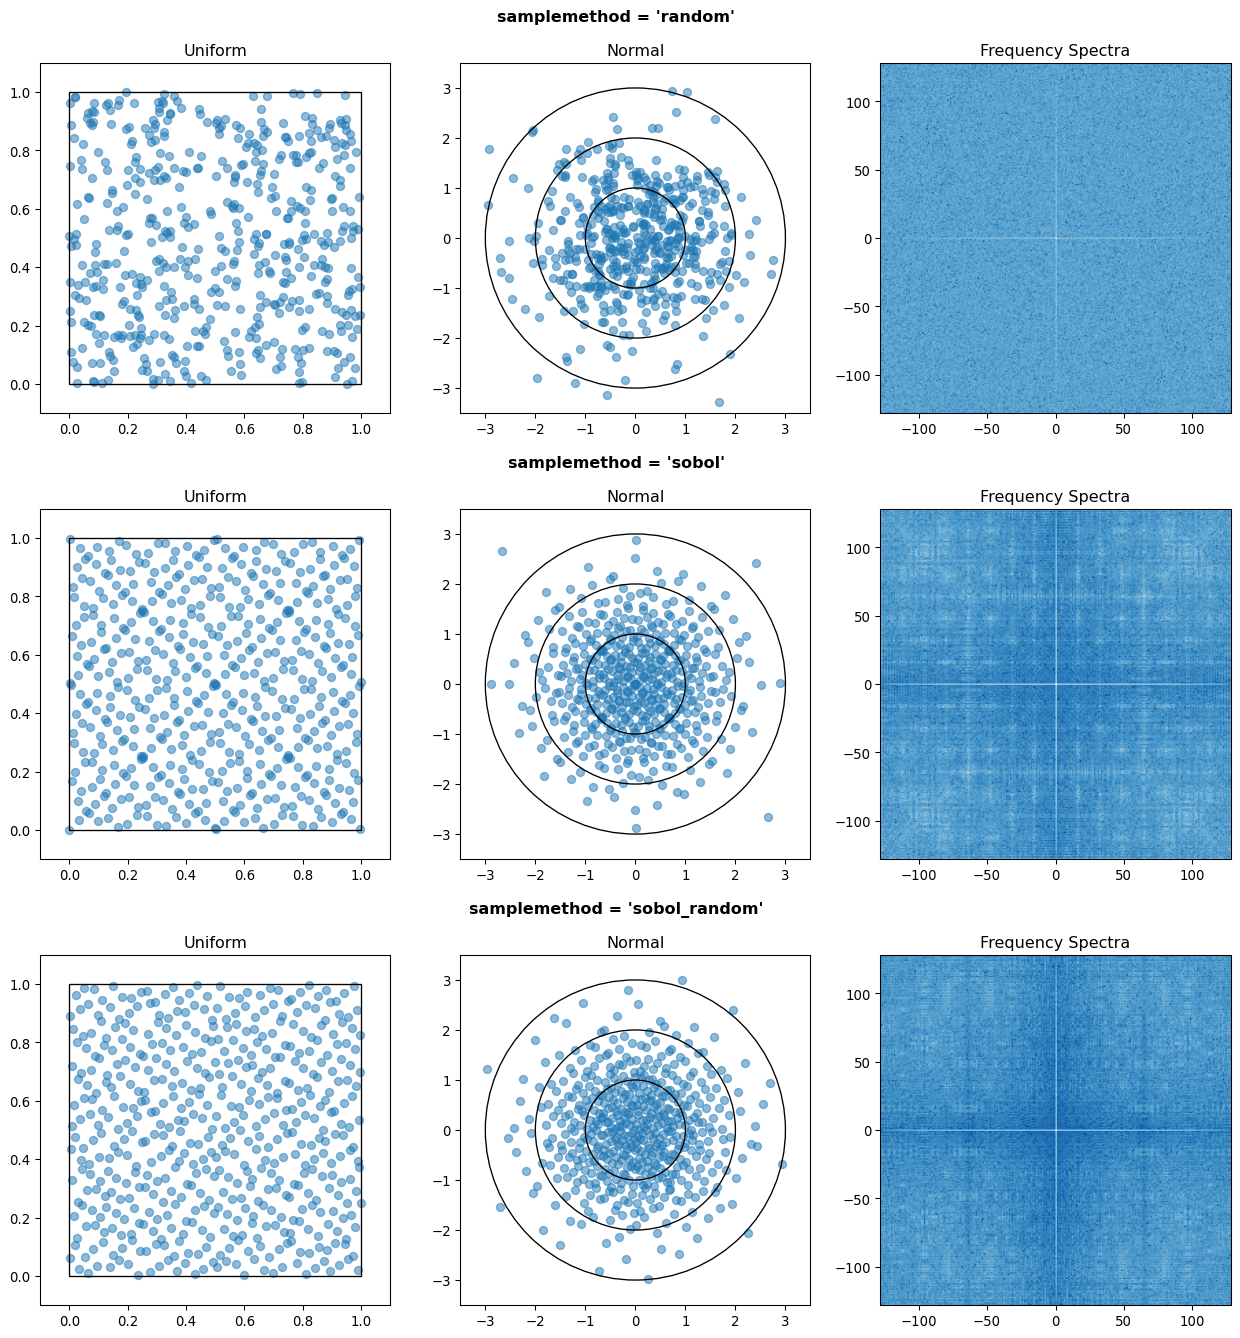 samplemethod = 'random'
Uniform
Normal
Frequency Spectra
1.0
0.8
0.6
0.4
0.2
0.0
0.0 0.2 0.4 0.6 0.8 1.0
3
2
1
0
−1
−2
−3
−3 −2 −1 0 1 2 3
100
50
0
−50
−100
−100 −50 0 50 100
samplemethod = 'sobol'
Uniform
Normal
Frequency Spectra
1.0
0.8
0.6
0.4
0.2
0.0
0.0 0.2 0.4 0.6 0.8 1.0
3
2
1
0
−1
−2
−3
−3 −2 −1 0 1 2 3
100
50
0
−50
−100
−100 −50 0 50 100
samplemethod = 'sobol_random'
Uniform
Normal
Frequency Spectra
1.0
0.8
0.6
0.4
0.2
0.0
0.0 0.2 0.4 0.6 0.8 1.0
3
2
1
0
−1
−2
−3
−3 −2 −1 0 1 2 3
100
50
0
−50
−100
−100 −50 0 50 100